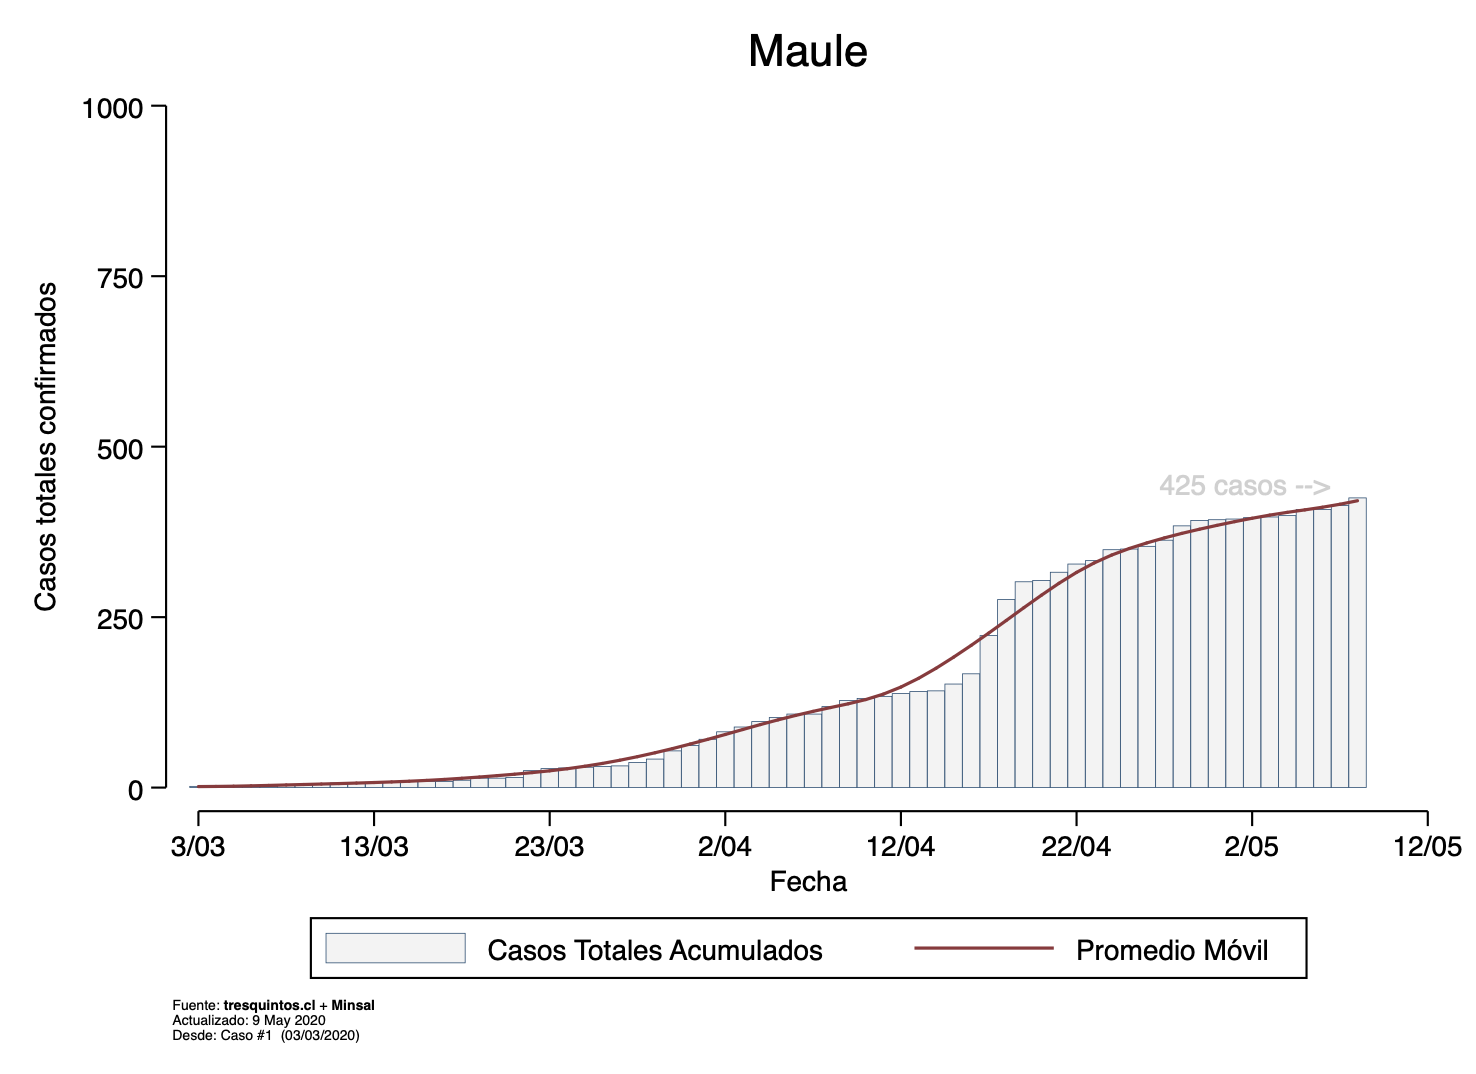 Maule
Casos totales confirmados
1000
750
500
250
0
425 casos -->
3/03 13/03 23/03 2/04 12/04 22/04 2/05 12/05
Fecha
Casos Totales Acumulados Promedio Móvil
Fuente: tresquintos.cl + Minsal
Actualizado: 9 May 2020
Desde: Caso #1 (03/03/2020)